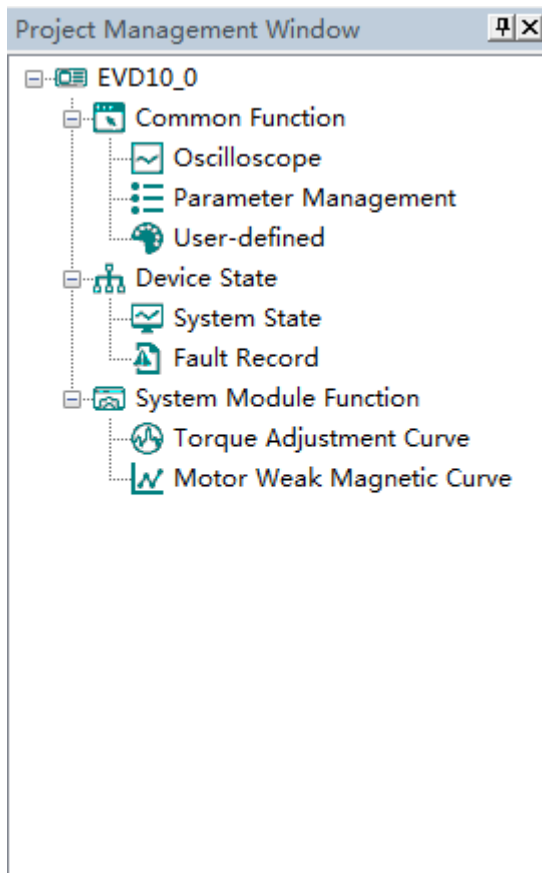 Project Management Window
EVD10_0
Common Function
Oscilloscope
Parameter Management
User-defined
Device State
System State
Fault Record
System Module Function
Torque Adjustment Curve
Motor Weak Magnetic Curve